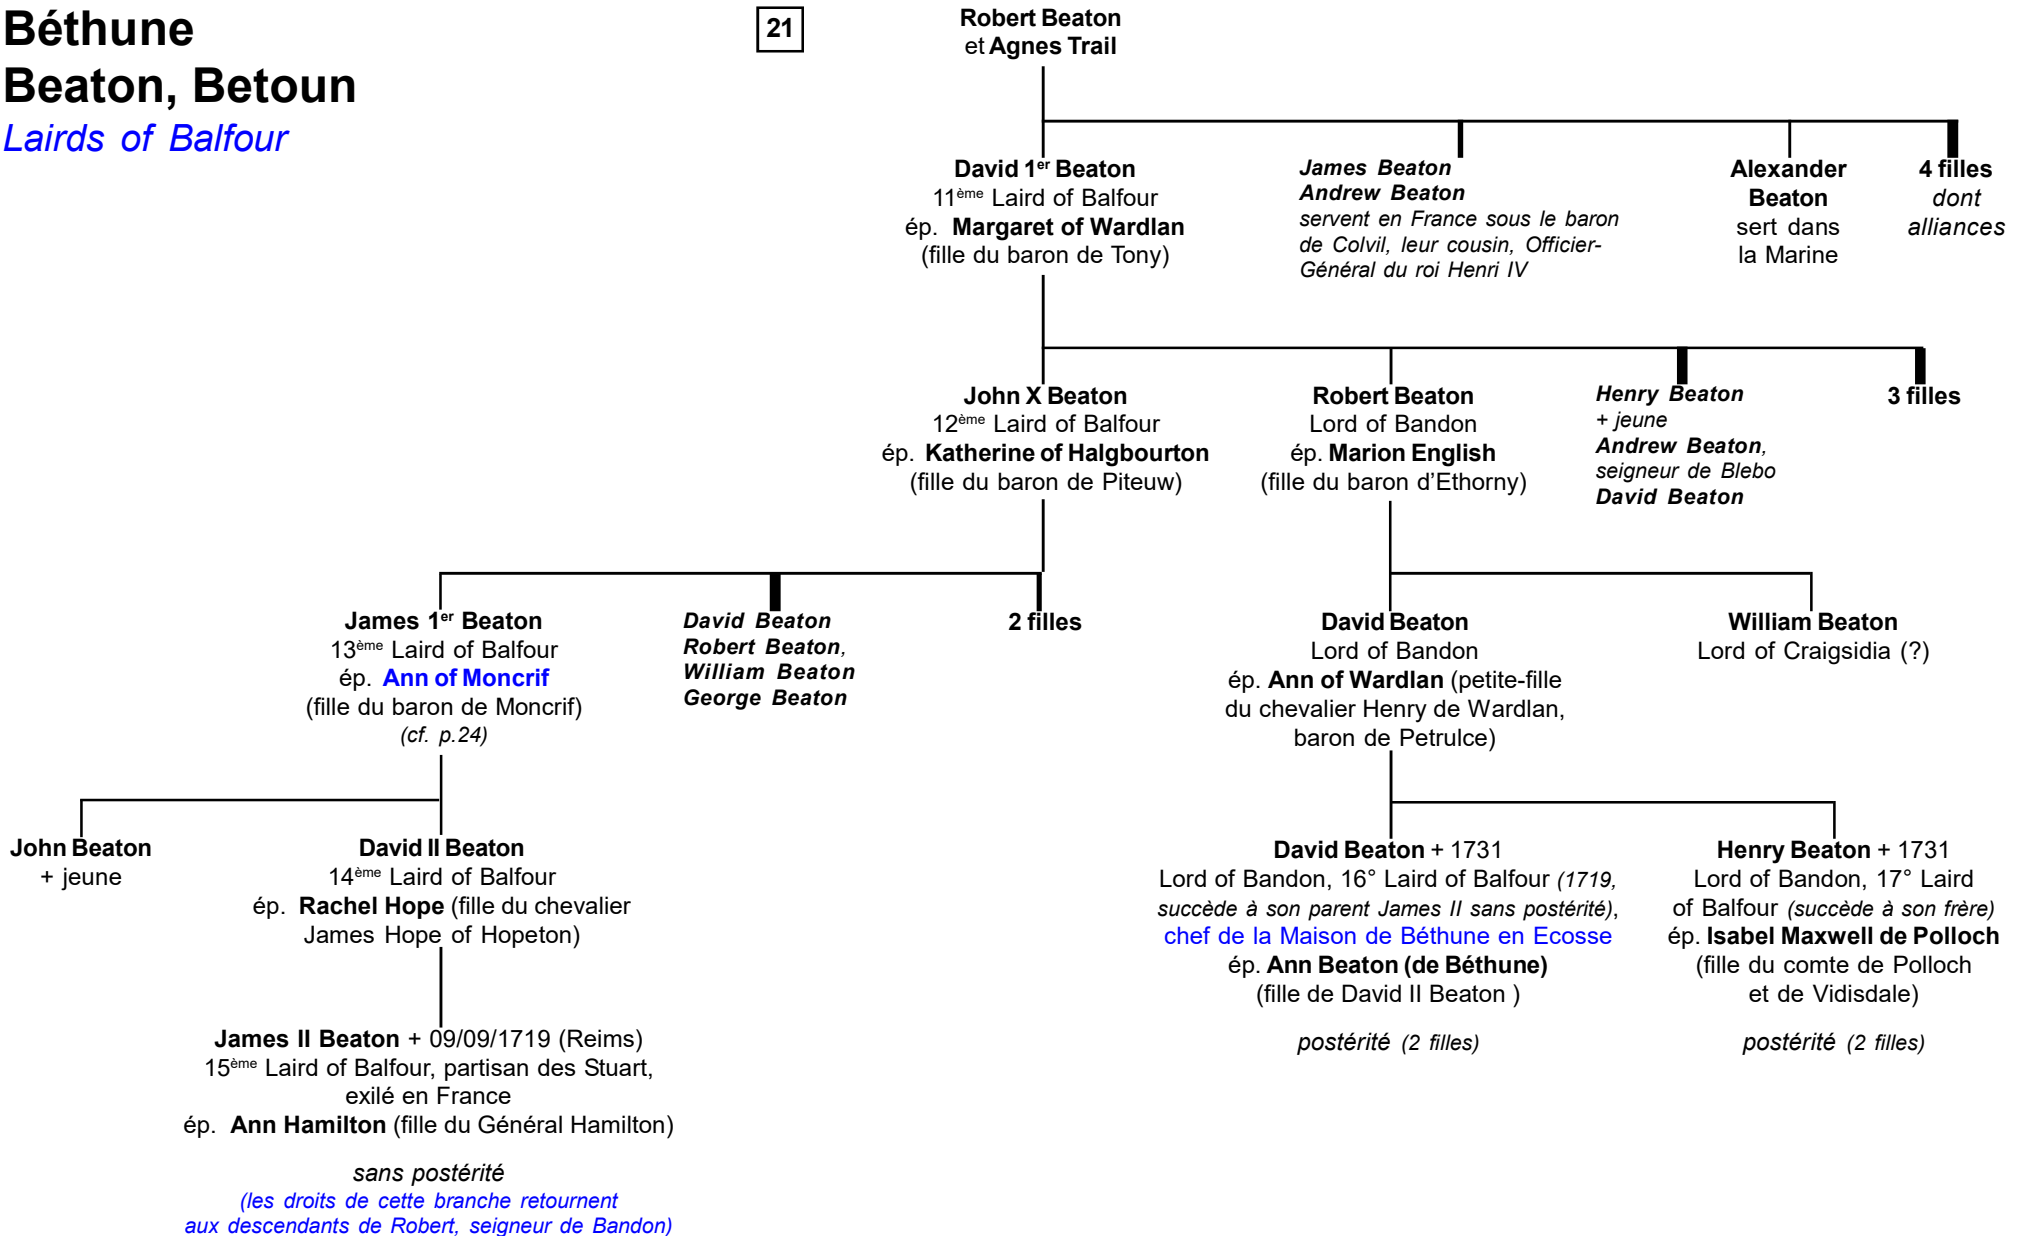 Béthune
Beaton, Betoun
Lairds of Balfour
21
Robert Beaton
et Agnes Trail
David 1er Beaton
11ème Laird of Balfour
ép. Margaret of Wardlan
(fille du baron de Tony)
James Beaton
Andrew Beaton
servent en France sous le baron
de Colvil, leur cousin, Officier-
Général du roi Henri IV
Alexander
Beaton
sert dans
la Marine
4 filles
dont
alliances
John X Beaton
12ème Laird of Balfour
ép. Katherine of Halgbourton
(fille du baron de Piteuw)
Robert Beaton
Lord of Bandon
ép. Marion English
(fille du baron d'Ethorny)
Henry Beaton
+ jeune
Andrew Beaton,
seigneur de Blebo
David Beaton
3 filles
James 1er Beaton
13ème Laird of Balfour
ép. Ann of Moncrif
(fille du baron de Moncrif)
(cf. p.24)
David Beaton
Robert Beaton,
William Beaton
George Beaton
2 filles
David Beaton
Lord of Bandon
ép. Ann of Wardlan (petite-fille
du chevalier Henry de Wardlan,
baron de Petrulce)
William Beaton
Lord of Craigsidia (?)
John Beaton
+ jeune
David II Beaton
14ème Laird of Balfour
ép. Rachel Hope (fille du chevalier
James Hope of Hopeton)
David Beaton + 1731
Lord of Bandon, 16° Laird of Balfour (1719,
succède à son parent James II sans postérité),
chef de la Maison de Béthune en Ecosse
ép. Ann Beaton (de Béthune)
(fille de David II Beaton )
postérité (2 filles)
Henry Beaton + 1731
Lord of Bandon, 17° Laird
of Balfour (succède à son frère)
ép. Isabel Maxwell de Polloch
(fille du comte de Polloch
et de Vidisdale)
postérité (2 filles)
James II Beaton + 09/09/1719 (Reims)
15ème Laird of Balfour, partisan des Stuart,
exilé en France
ép. Ann Hamilton (fille du Général Hamilton)
sans postérité
(les droits de cette branche retournent
aux descendants de Robert, seigneur de Bandon)